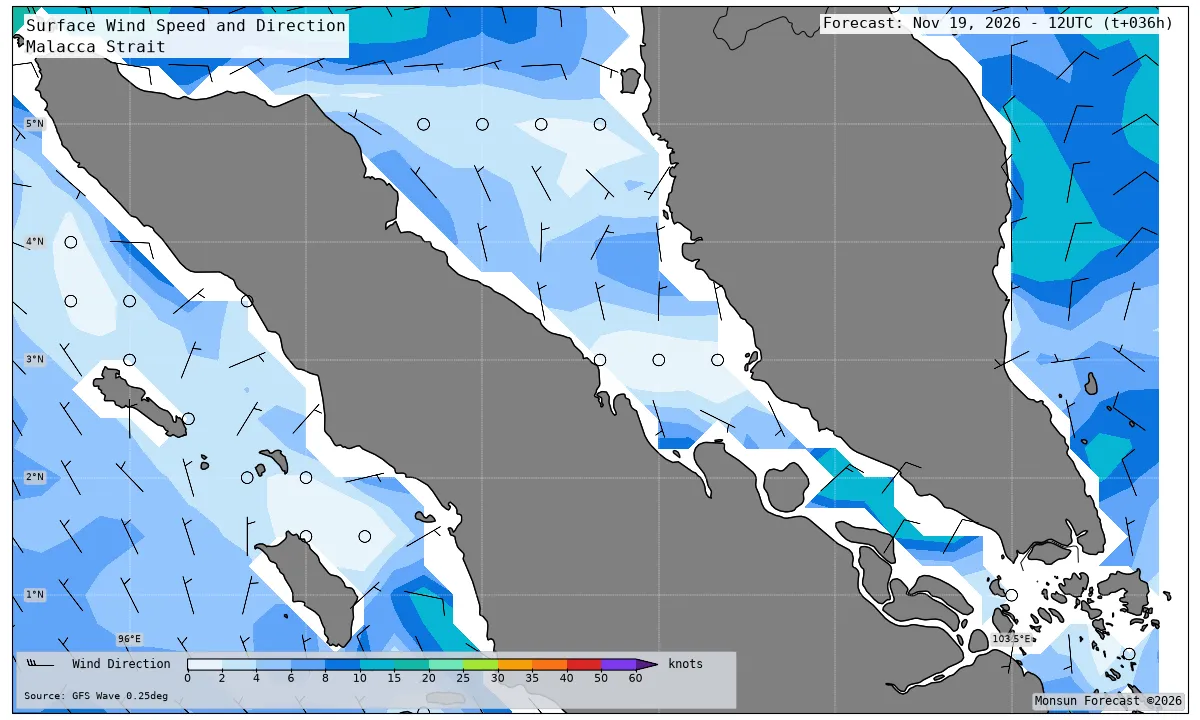 Surface Wind Speed and Direction
Malacca Strait
Forecast: Nov 19, 2026 - 12UTC (t+036h)
5°N
4°N
3°N
2°N
1°N
96°E
103.5°E
Wind Direction
knots
0 2 4 6 8 10 12 15 20 25 30 35 40 50 60
Source: GFS Wave 0.25deg
Monsun Forecast ©2026